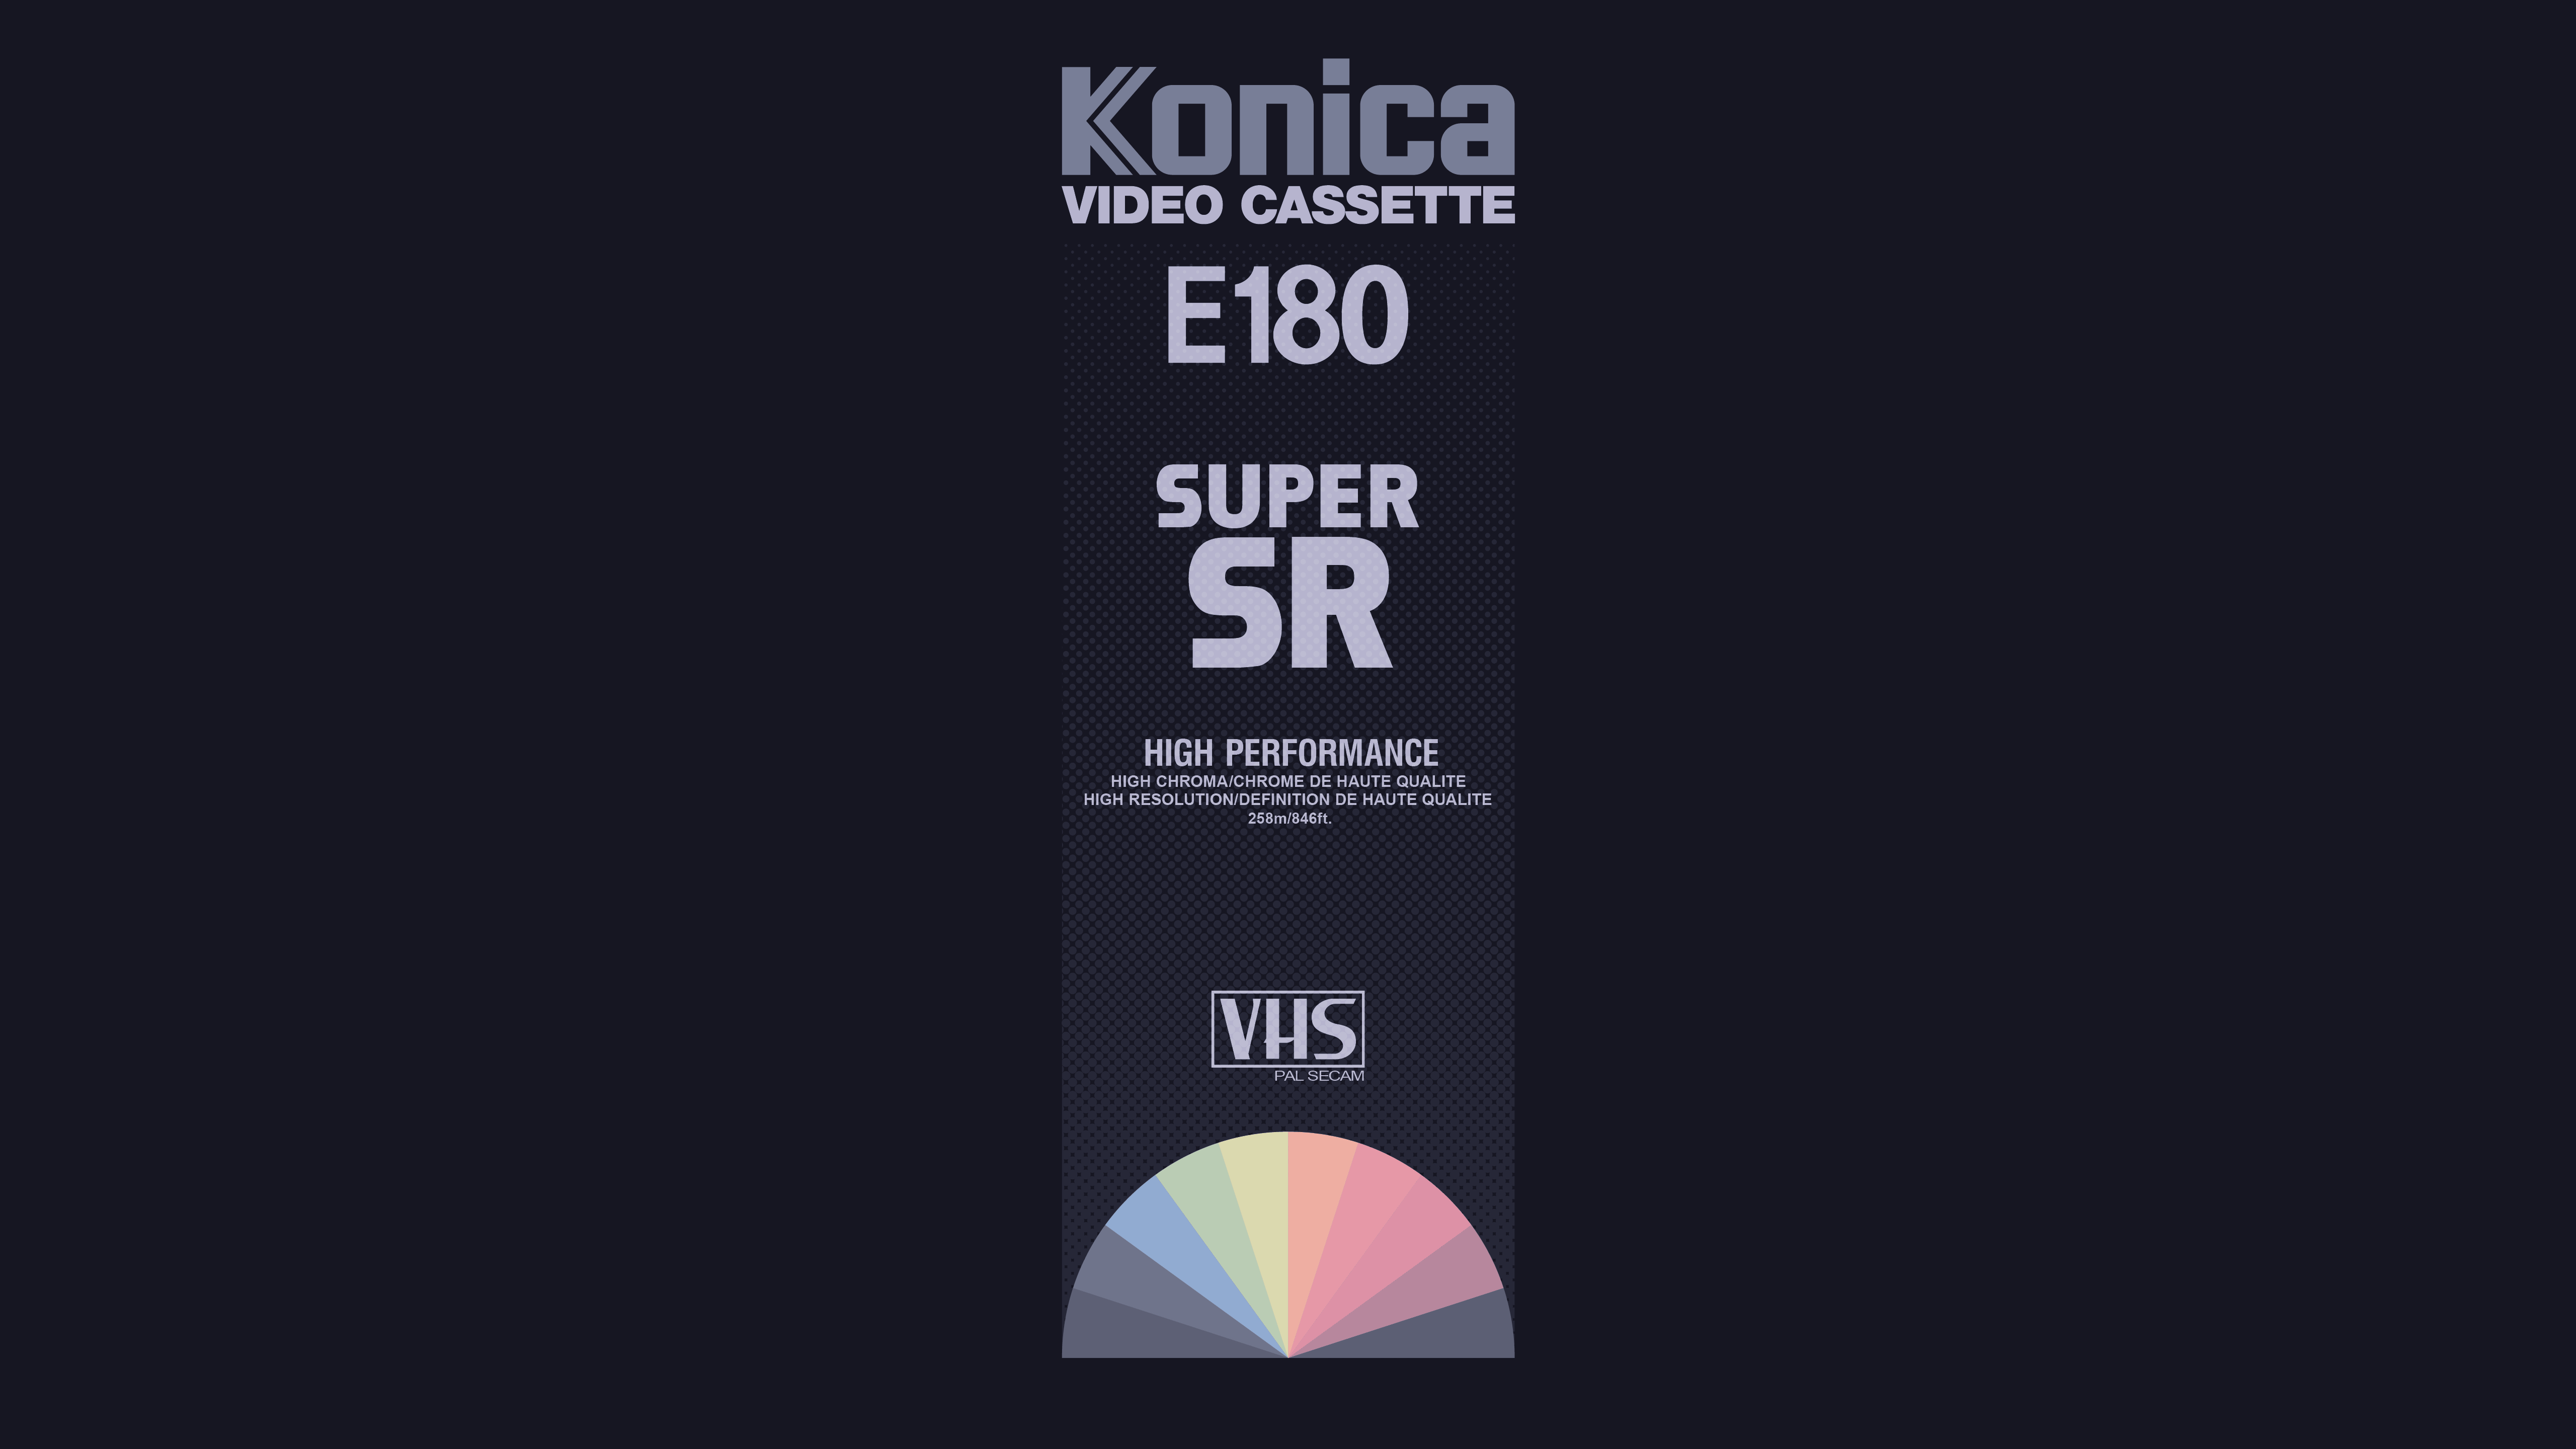 Konica
VIDEO CASSETTE
E180
SUPER
SR
HIGH PERFORMANCE
HIGH CHROMA/CHROME DE HAUTE QUALITE
HIGH RESOLUTION/DEFINITION DE HAUTE QUALITE
258m/846ft.
VHS
PAL SECAM